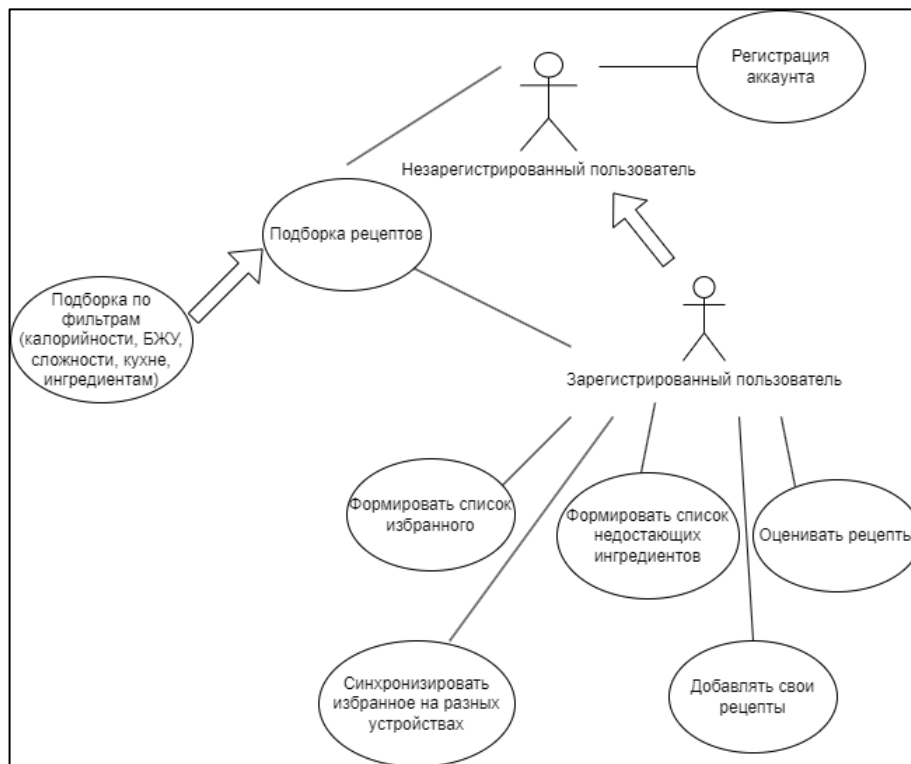 Регистрация
аккаунта
Незарегистрированный пользователь
Подборка рецептов
Подборка по
фильтрам
(калорийности, БЖУ,
сложности, кухне,
ингредиентам)
Зарегистрированный пользователь
Формировать список
избранного
Формировать список
недостающих
ингредиентов
Оценивать рецепты
Синхронизировать
избранное на разных
устройствах
Добавлять свои
рецепты